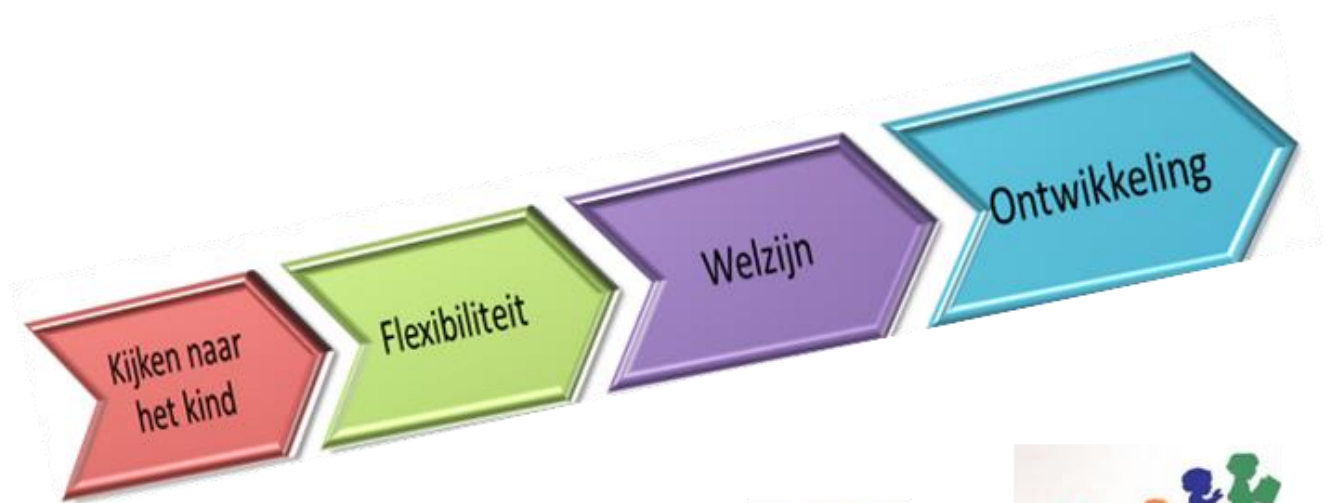 Kijken naar
het kind
Flexibiliteit
Welzijn
Ontwikkeling